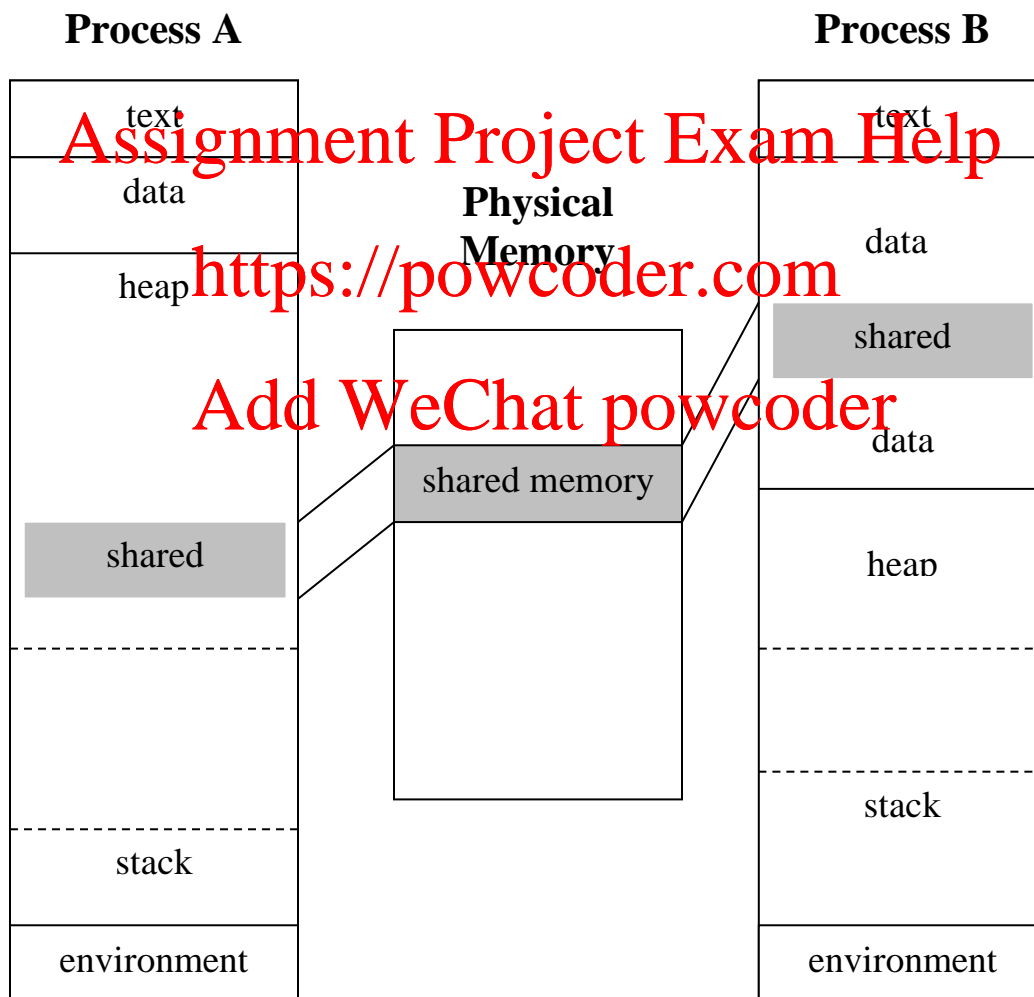 Process A
Process B
text
text
Assignment Project Exam Help
data
Physical
Memory
data
heap
https://powcoder.com
shared
Add WeChat powcoder
data
shared memory
shared
heap
stack
stack
environment
environment